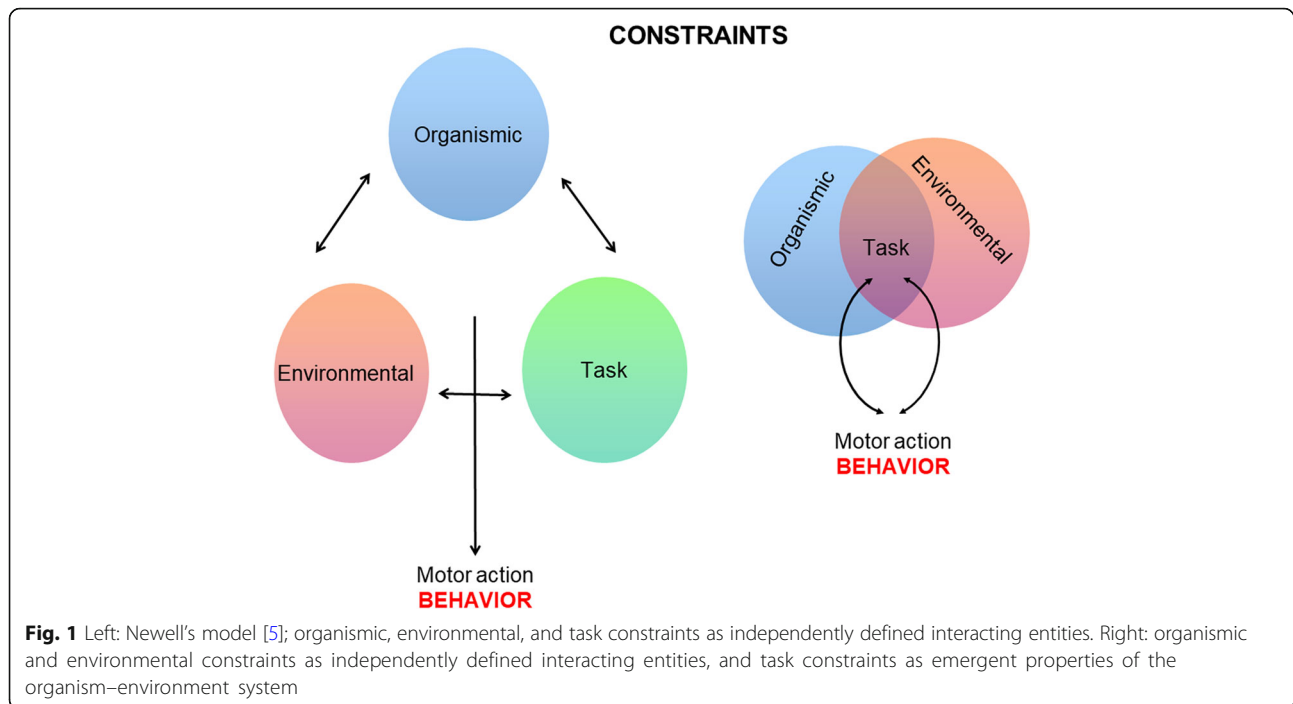 CONSTRAINTS
Organismic
Environmental
Task
Motor action
BEHAVIOR
Organismic
Environmental
Task
Motor action
BEHAVIOR
Fig. 1 Left: Newell's model [5]; organismic, environmental, and task constraints as independently defined interacting entities. Right: organismic
and environmental constraints as independently defined interacting entities, and task constraints as emergent properties of the
organism–environment system